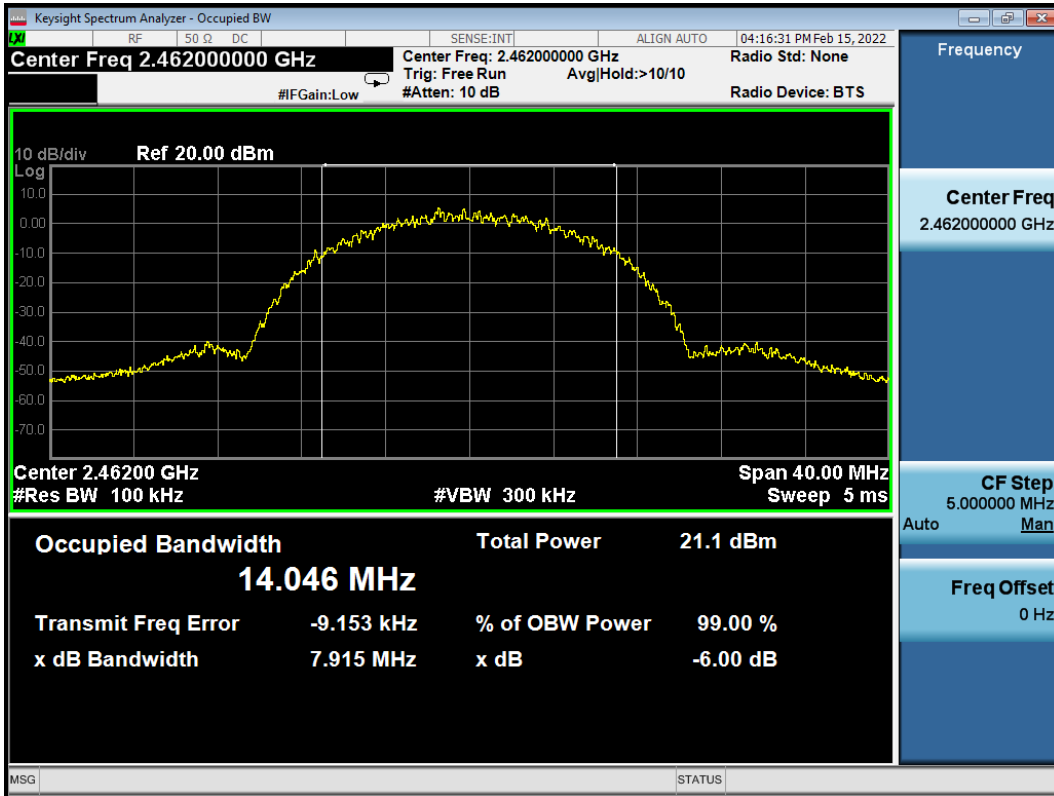 Keysight Spectrum Analyzer - Occupied BW
LXI
RF 50 Ω DC SENSE:INT ALIGN AUTO 04:16:31 PM Feb 15, 2022
Center Freq 2.462000000 GHz
Center Freq: 2.462000000 GHz Radio Std: None
Trig: Free Run Avg|Hold:>10/10
#IFGain:Low #Atten: 10 dB Radio Device: BTS
10 dB/div Ref 20.00 dBm
Log
10.0
0.00
-10.0
-20.0
-30.0
-40.0
-50.0
-60.0
-70.0
Center 2.46200 GHz Span 40.00 MHz
#Res BW 100 kHz #VBW 300 kHz Sweep 5 ms
Occupied Bandwidth Total Power 21.1 dBm
14.046 MHz
Transmit Freq Error -9.153 kHz % of OBW Power 99.00 %
x dB Bandwidth 7.915 MHz x dB -6.00 dB
MSG STATUS
Frequency
Center Freq
2.462000000 GHz
CF Step
5.000000 MHz
Auto Man
Freq Offset
0 Hz